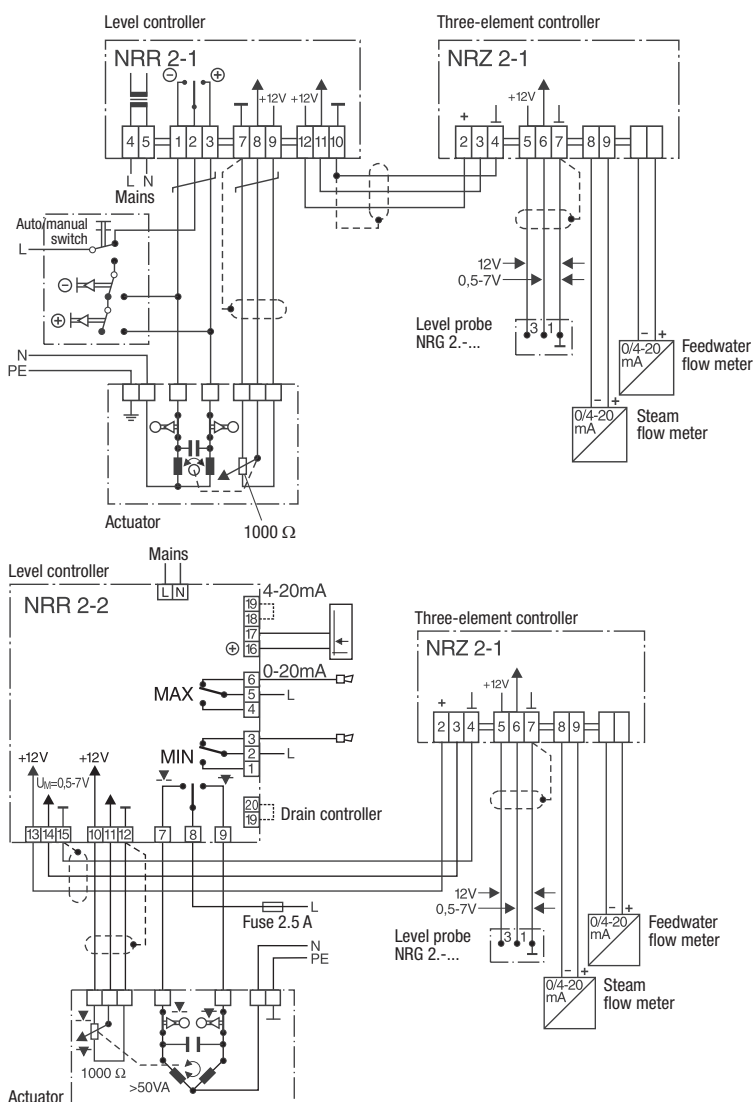 Level controller
NRR 2-1
⊖ ⊕
+12V +12V
4 5 1 2 3 7 8 9 12 11 10
L N
Mains
Auto/manual
switch
L
⊖
⊕
N
PE
Actuator
1000 Ω
Three-element controller
NRZ 2-1
+ +12V
2 3 4 5 6 7 8 9
12V
0,5-7V
Level probe
NRG 2.-...
3 1
− +
0/4-20
mA
Feedwater
flow meter
− +
0/4-20
mA
Steam
flow meter
Mains
L N
Level controller
NRR 2-2
4-20mA
19
18
17
⊕ 16
0-20mA
6
MAX 5 L
4
3
MIN 2 L
1
20
19
Drain controller
+12V +12V
UM=0,5-7V
13 14 15 10 11 12 7 8 9
L
Fuse 2.5 A
N
PE
1000 Ω
>50VA
Actuator
Three-element controller
NRZ 2-1
+ +12V
2 3 4 5 6 7 8 9
12V
0,5-7V
Level probe
NRG 2.-...
3 1
− +
0/4-20
mA
Feedwater
flow meter
− +
0/4-20
mA
Steam
flow meter